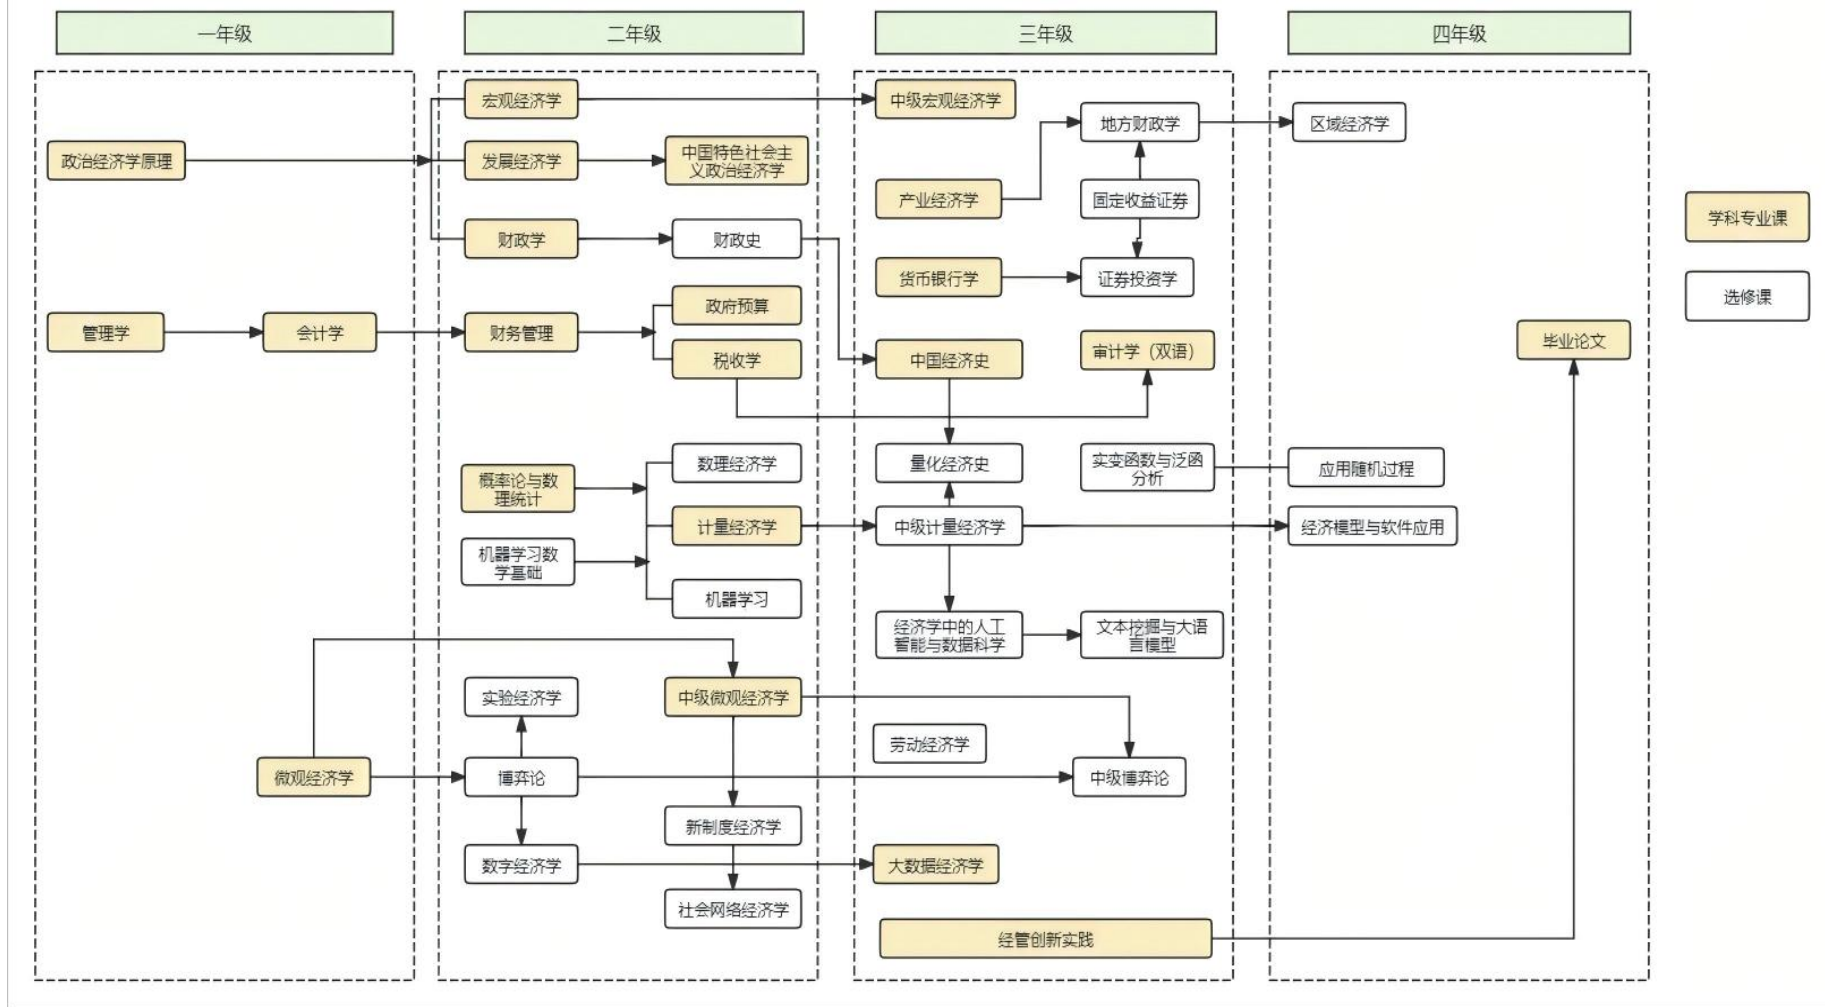 一年级
二年级
三年级
四年级
政治经济学原理
管理学
会计学
微观经济学
宏观经济学
发展经济学
中国特色社会主
义政治经济学
财政学
财政史
财务管理
政府预算
税收学
概率论与数
理统计
数理经济学
计量经济学
机器学习数
学基础
机器学习
实验经济学
中级微观经济学
博弈论
新制度经济学
数字经济学
社会网络经济学
中级宏观经济学
地方财政学
产业经济学
固定收益证券
货币银行学
证券投资学
中国经济史
审计学（双语）
量化经济史
实变函数与泛函
分析
中级计量经济学
经济学中的人工
智能与数据科学
文本挖掘与大语
言模型
劳动经济学
中级博弈论
大数据经济学
经管创新实践
区域经济学
毕业论文
应用随机过程
经济模型与软件应用
学科专业课
选修课